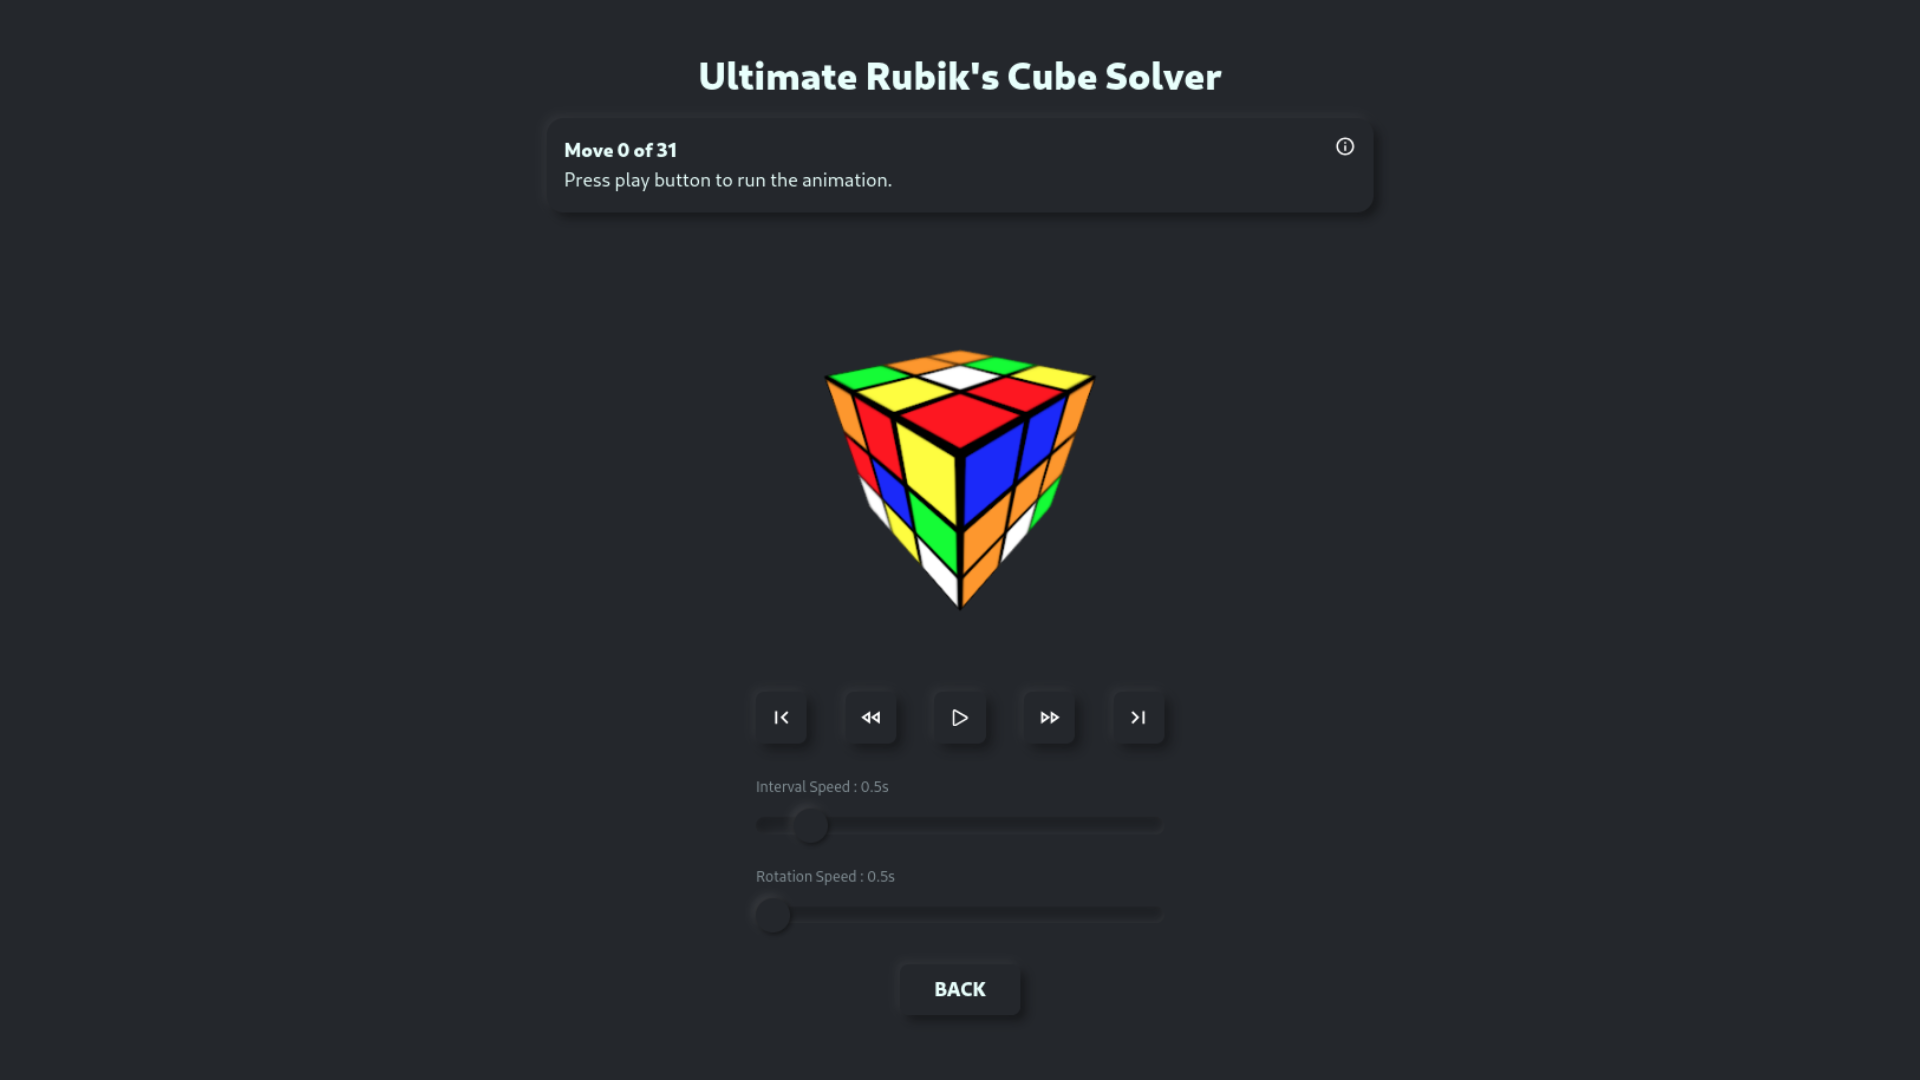 Ultimate Rubik's Cube Solver
Move 0 of 31
Press play button to run the animation.
Interval Speed : 0.5s
Rotation Speed : 0.5s
BACK